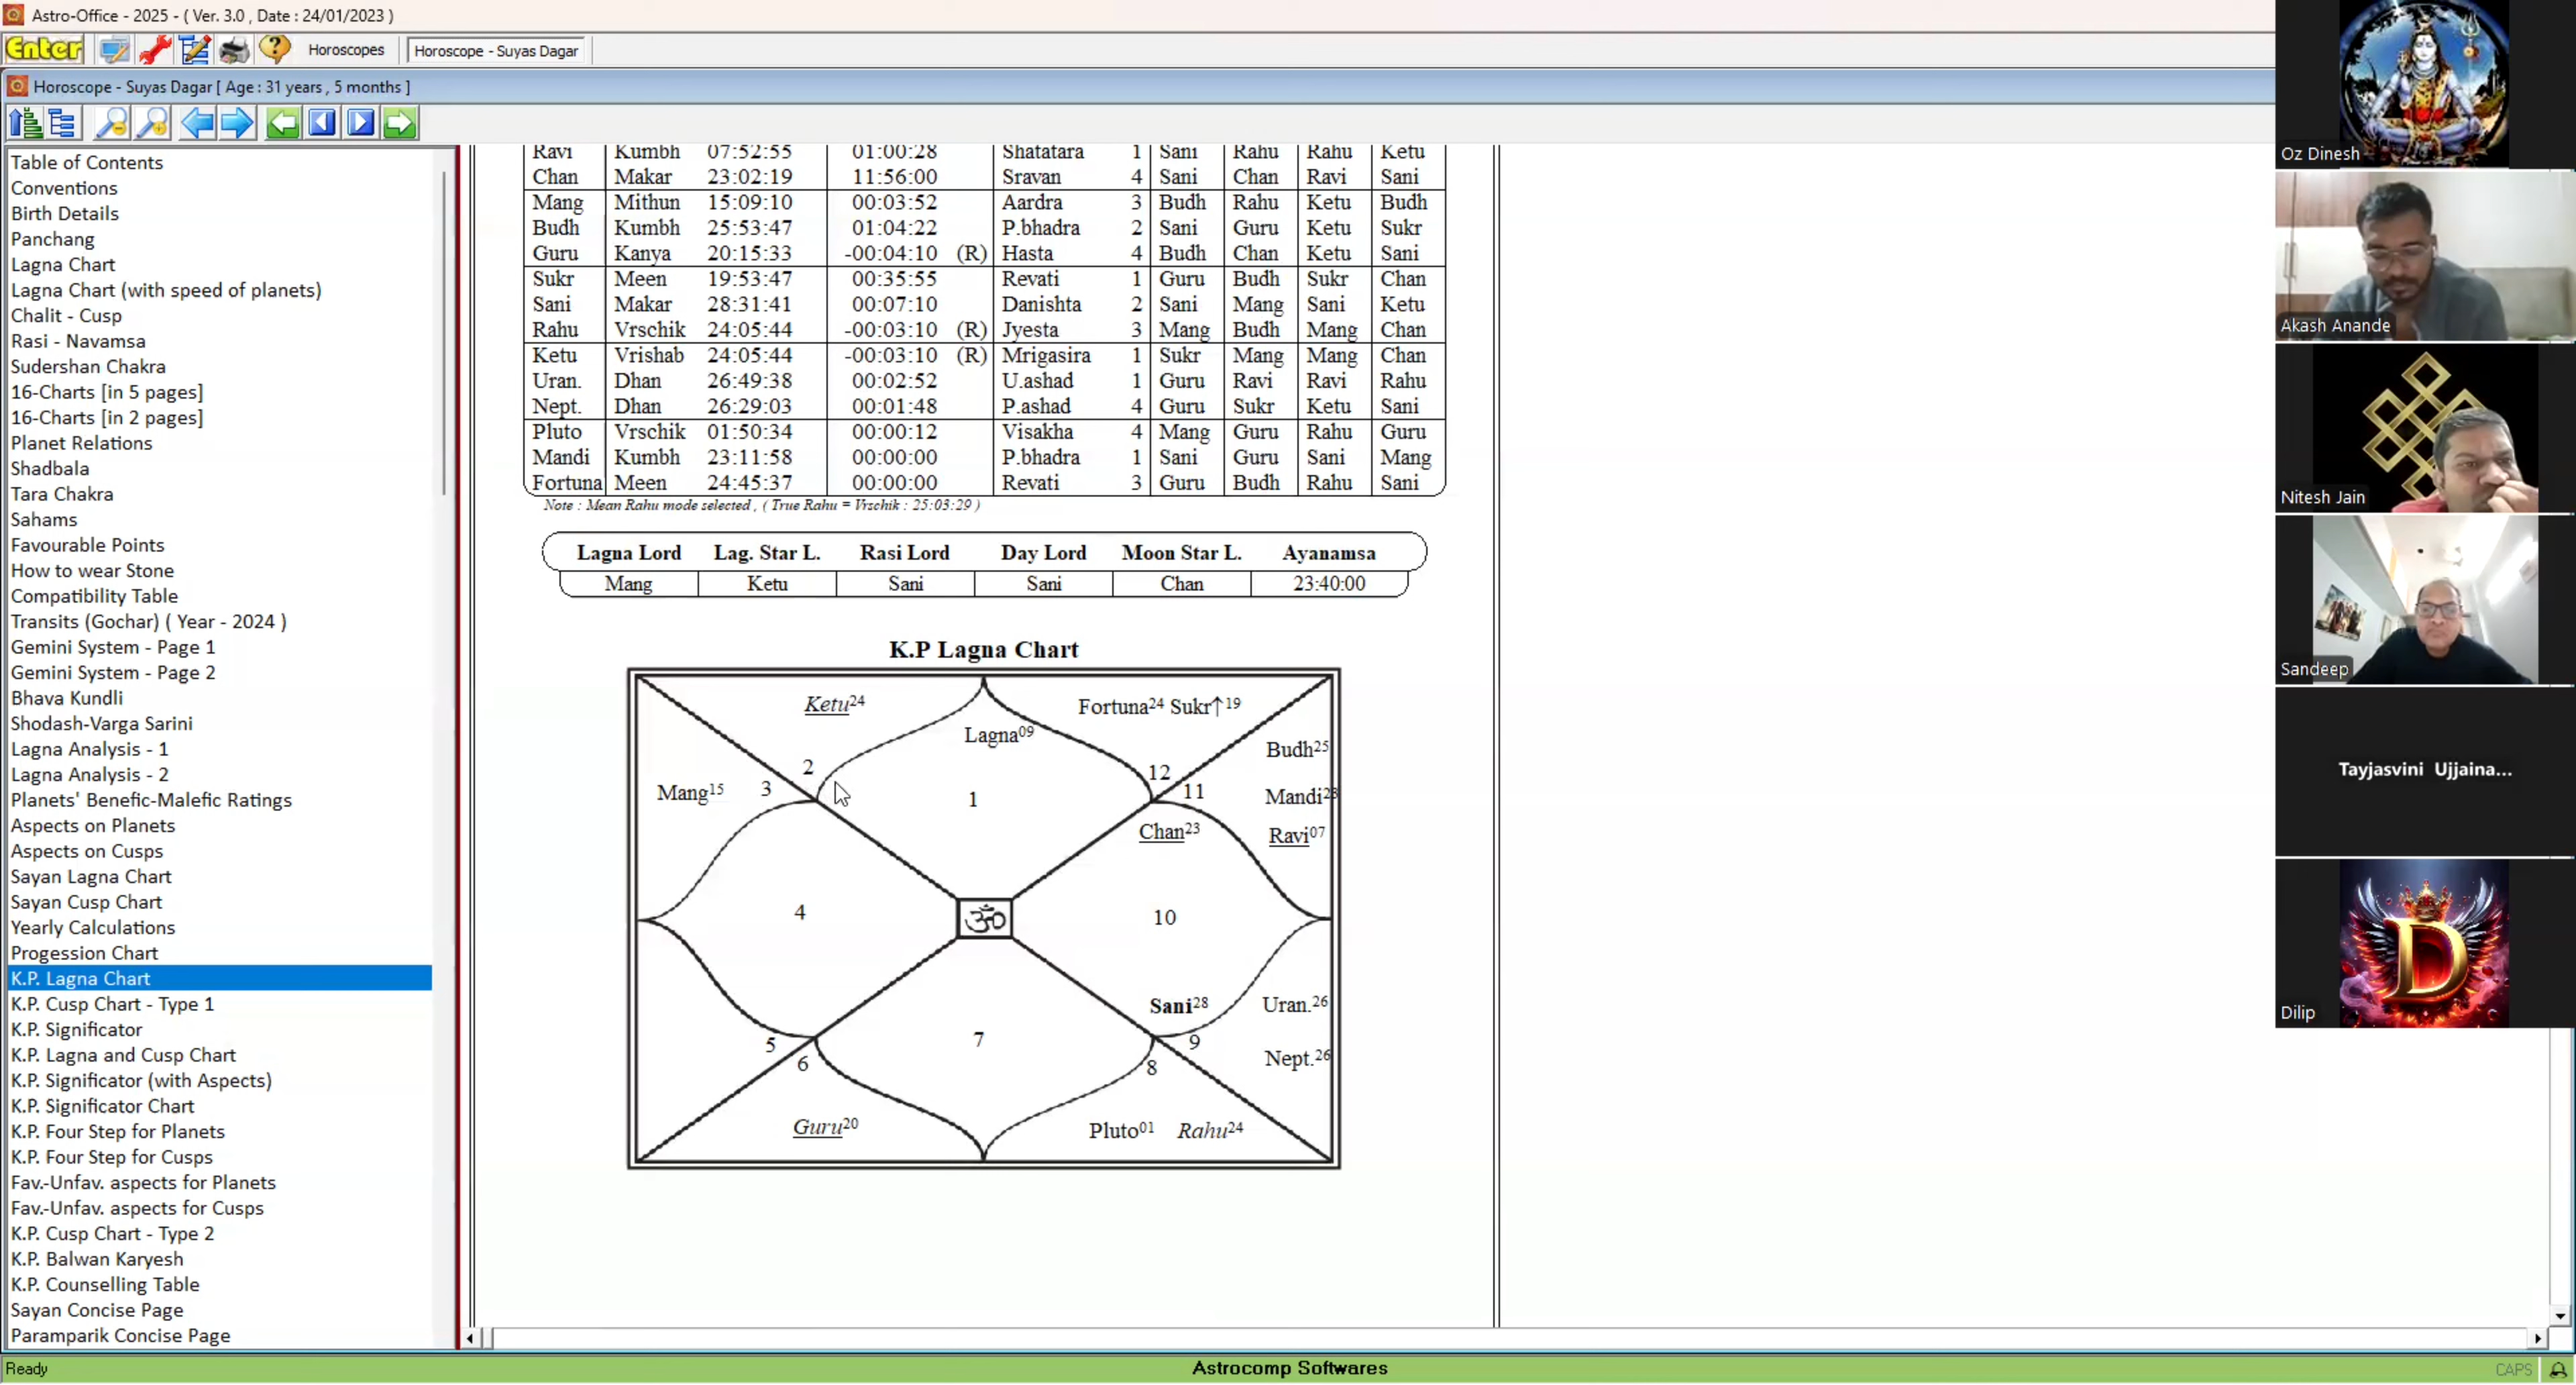 Astro-Office - 2025 - ( Ver. 3.0 , Date : 24/01/2023 )
Enter Horoscopes Horoscope - Suyas Dagar
Horoscope - Suyas Dagar [ Age : 31 years , 5 months ]
Table of Contents
Conventions
Birth Details
Panchang
Lagna Chart
Lagna Chart (with speed of planets)
Chalit - Cusp
Rasi - Navamsa
Sudershan Chakra
16-Charts [in 5 pages]
16-Charts [in 2 pages]
Planet Relations
Shadbala
Tara Chakra
Sahams
Favourable Points
How to wear Stone
Compatibility Table
Transits (Gochar) ( Year - 2024 )
Gemini System - Page 1
Gemini System - Page 2
Bhava Kundli
Shodash-Varga Sarini
Lagna Analysis - 1
Lagna Analysis - 2
Planets' Benefic-Malefic Ratings
Aspects on Planets
Aspects on Cusps
Sayan Lagna Chart
Sayan Cusp Chart
Yearly Calculations
Progession Chart
K.P. Lagna Chart
K.P. Cusp Chart - Type 1
K.P. Significator
K.P. Lagna and Cusp Chart
K.P. Significator (with Aspects)
K.P. Significator Chart
K.P. Four Step for Planets
K.P. Four Step for Cusps
Fav.-Unfav. aspects for Planets
Fav.-Unfav. aspects for Cusps
K.P. Cusp Chart - Type 2
K.P. Balwan Karyesh
K.P. Counselling Table
Sayan Concise Page
Paramparik Concise Page
Ravi Kumbh 07:52:55 01:00:28 Shatatara 1 Sani Rahu Rahu Ketu
Chan Makar 23:02:19 11:56:00 Sravan 4 Sani Chan Ravi Sani
Mang Mithun 15:09:10 00:03:52 Aardra 3 Budh Rahu Ketu Budh
Budh Kumbh 25:53:47 01:04:22 P.bhadra 2 Sani Guru Ketu Sukr
Guru Kanya 20:15:33 -00:04:10 (R) Hasta 4 Budh Chan Ketu Sani
Sukr Meen 19:53:47 00:35:55 Revati 1 Guru Budh Sukr Chan
Sani Makar 28:31:41 00:07:10 Danishta 2 Sani Mang Sani Ketu
Rahu Vrschik 24:05:44 -00:03:10 (R) Jyesta 3 Mang Budh Mang Chan
Ketu Vrishab 24:05:44 -00:03:10 (R) Mrigasira 1 Sukr Mang Mang Chan
Uran. Dhan 26:49:38 00:02:52 U.ashad 1 Guru Ravi Ravi Rahu
Nept. Dhan 26:29:03 00:01:48 P.ashad 4 Guru Sukr Ketu Sani
Pluto Vrschik 01:50:34 00:00:12 Visakha 4 Mang Guru Rahu Guru
Mandi Kumbh 23:11:58 00:00:00 P.bhadra 1 Sani Guru Sani Mang
Fortuna Meen 24:45:37 00:00:00 Revati 3 Guru Budh Rahu Sani
Note : Mean Rahu mode selected , ( True Rahu = Vrschik : 25:03:29 )
Lagna Lord Lag. Star L. Rasi Lord Day Lord Moon Star L. Ayanamsa
Mang Ketu Sani Sani Chan 23:40:00
K.P Lagna Chart
Ketu24 Fortuna24 Sukr↑19
Lagna09
Budh25
2 12
Mang15 3 1 11 Mandi23
Chan23 Ravi07
4 ॐ 10
Sani28 Uran.26
5 7 9
6 8 Nept.26
Guru20 Pluto01 Rahu24
Oz Dinesh
Akash Anande
Nitesh Jain
Sandeep
Tayjasvini Ujjaina...
D
Dilip
Ready Astrocomp Softwares CAPS